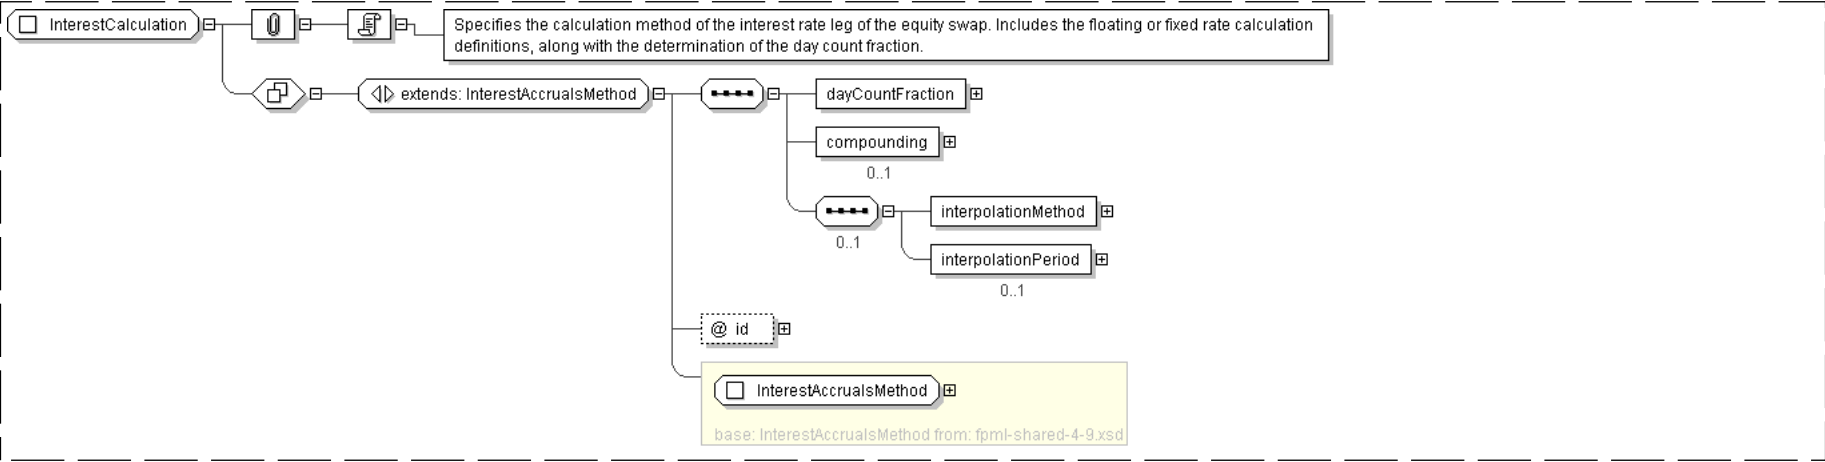 InterestCalculation
Specifies the calculation method of the interest rate leg of the equity swap. Includes the floating or fixed rate calculation
definitions, along with the determination of the day count fraction.
extends: InterestAccrualsMethod
dayCountFraction
compounding
0..1
interpolationMethod
0..1
interpolationPeriod
0..1
@ id
InterestAccrualsMethod
base: InterestAccrualsMethod from: fpml-shared-4-9.xsd